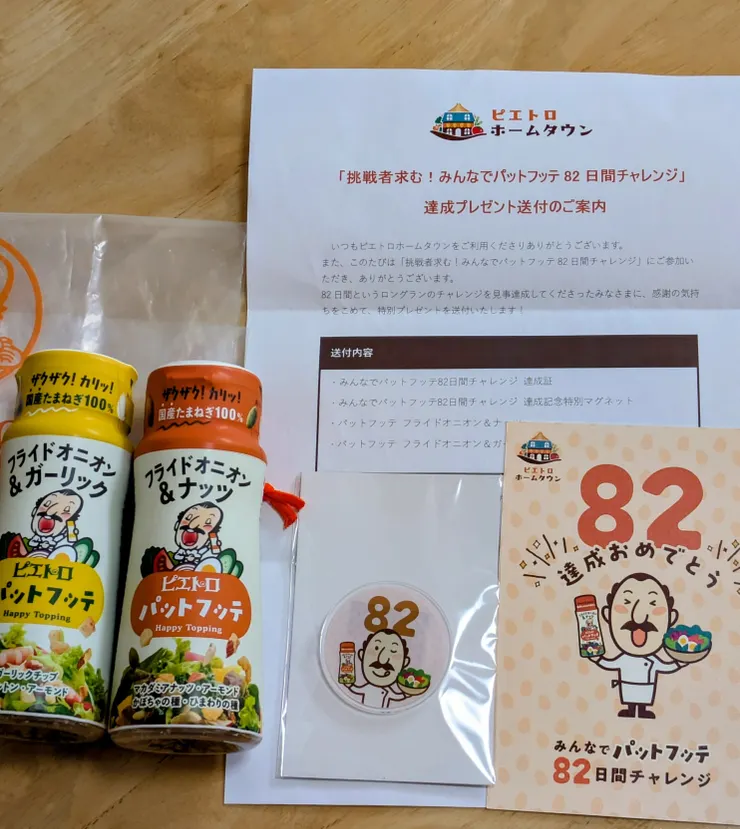 ピエトロ
ホームタウン
「挑戦者求む！みんなでパットフッテ 82 日間チャレンジ」
達成プレゼント送付のご案内
いつもピエトロホームタウンをご利用くださりありがとうございます。
また、このたびは「挑戦者求む！みんなでパットフッテ 82 日間チャレンジ」にご参加い
ただき、ありがとうございます。
82 日間というロングランのチャレンジを見事達成してくださったみなさまに、感謝の気持
ちをこめて、特別プレゼントを送付いたします！
送付内容
・みんなでパットフッテ82日間チャレンジ 達成証
・みんなでパットフッテ82日間チャレンジ 達成記念特別マグネット
・パットフッテ フライドオニオン＆ナッ
・パットフッテ フライドオニオン＆ガー
ザクザク！カリッ！
国産たまねぎ100%
フライドオニオン
&ガーリック
ピエトロ
パットフッテ
Happy Topping
ガーリックチップ
トン・アーモンド
ザクザク！カリッ！
国産たまねぎ100%
フライドオニオン
&ナッツ
ピエトロ
パットフッテ
Happy Topping
マカダミアナッツ・アーモンド
かぼちゃの種・ひまわりの種
82
ピエトロ
ホームタウン
82
達成おめでとう
みんなでパットフッテ
82日間チャレンジ